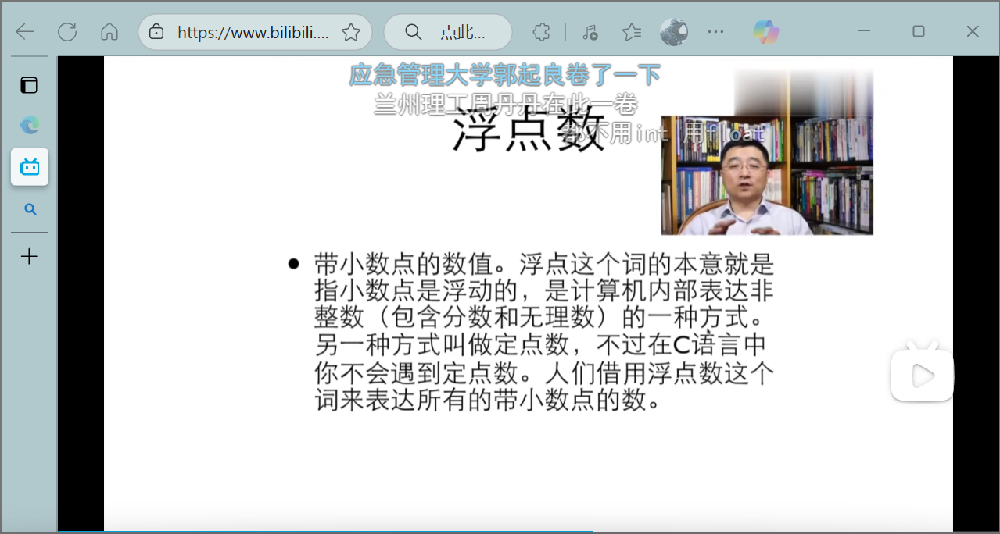 https://www.bilibili....
点此...
应急管理大学郭起良卷了一下
兰州理工周丹丹在此一卷
都不用int 用float
浮点数
● 带小数点的数值。浮点这个词的本意就是
指小数点是浮动的，是计算机内部表达非
整数（包含分数和无理数）的一种方式。
另一种方式叫做定点数，不过在C语言中
你不会遇到定点数。人们借用浮点数这个
词来表达所有的带小数点的数。